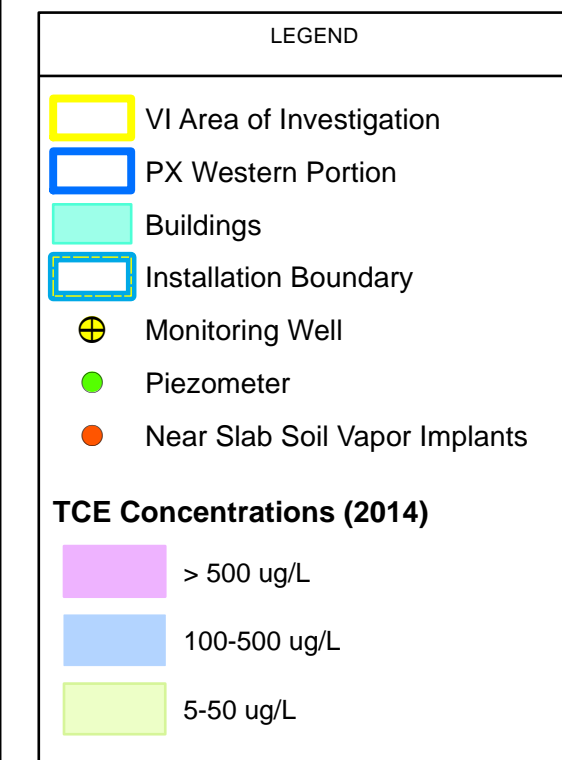 LEGEND
VI Area of Investigation
PX Western Portion
Buildings
Installation Boundary
Monitoring Well
Piezometer
Near Slab Soil Vapor Implants
TCE Concentrations (2014)
> 500 ug/L
100-500 ug/L
5-50 ug/L